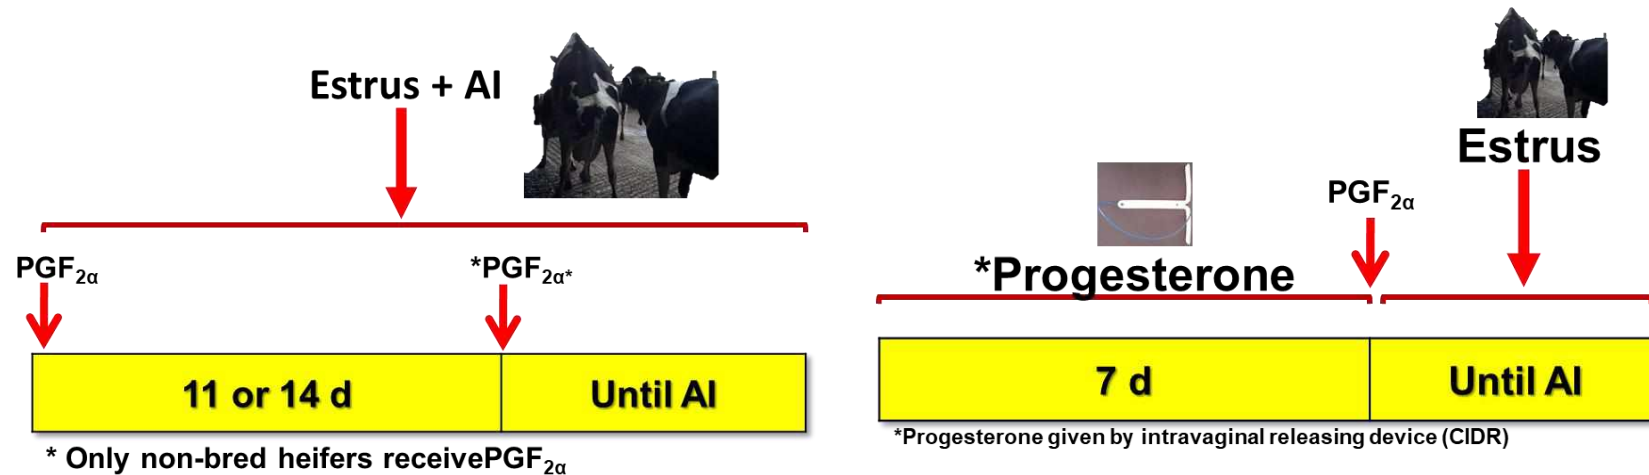 Estrus + AI
PGF2α
*PGF2α*
11 or 14 d
Until AI
* Only non-bred heifers receivePGF2α
Estrus
PGF2α
*Progesterone
7 d
Until AI
*Progesterone given by intravaginal releasing device (CIDR)